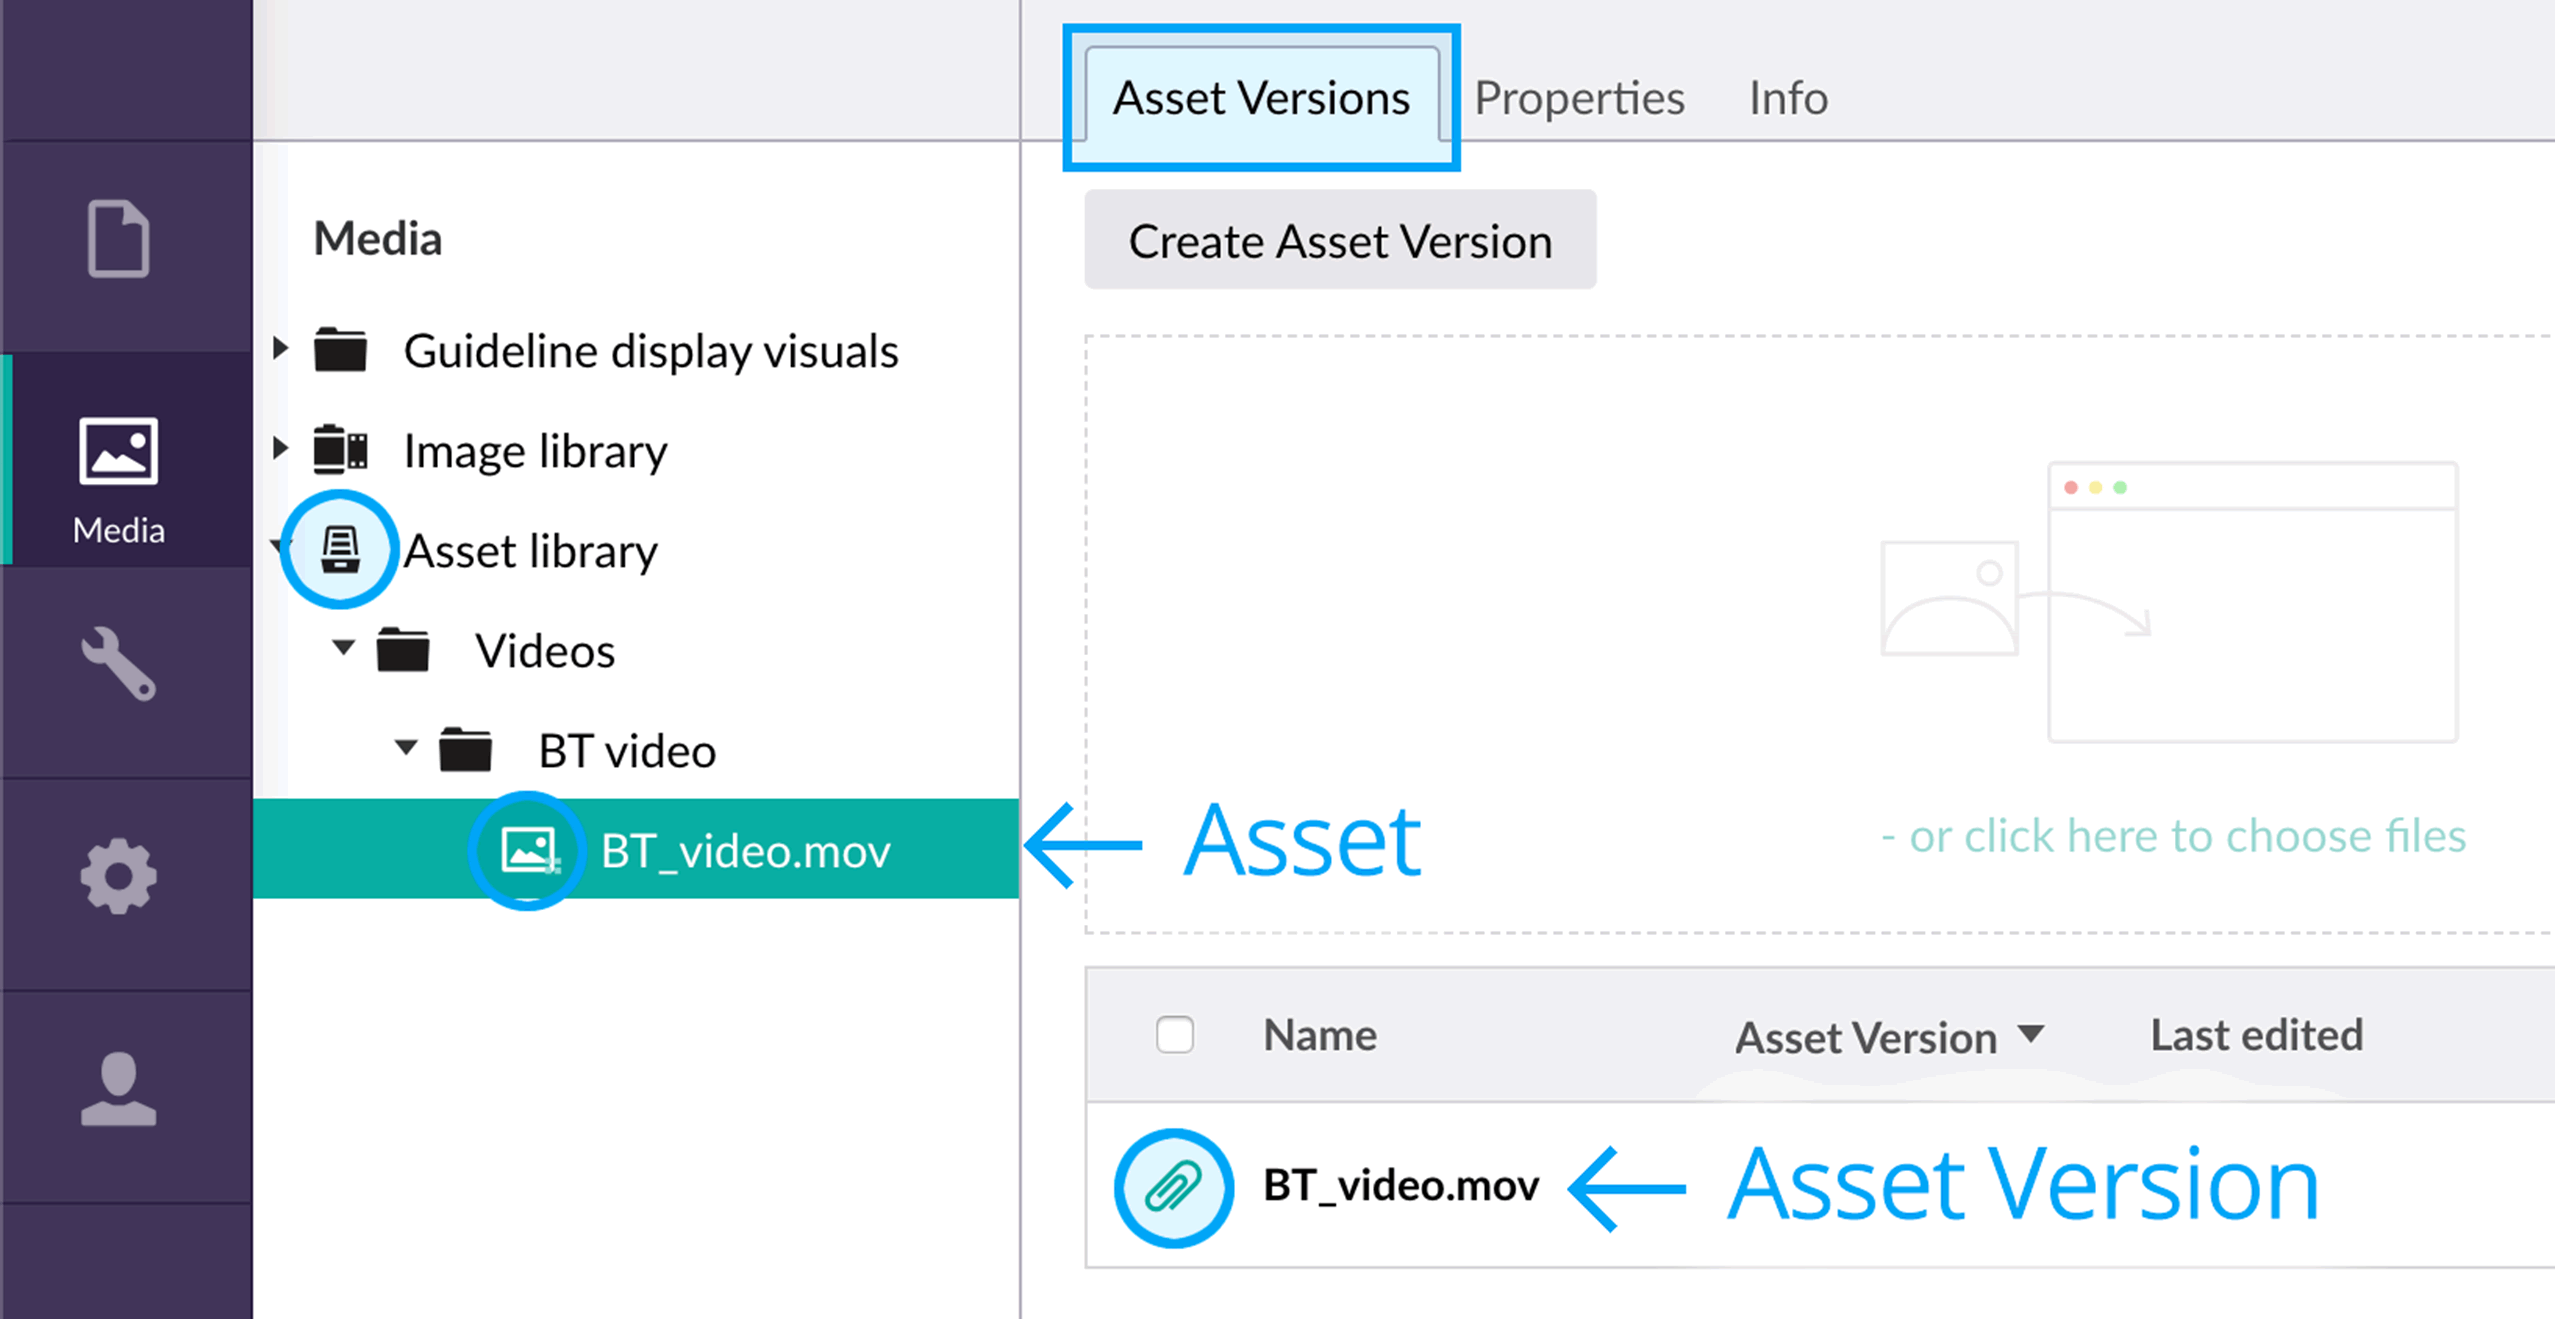 Asset Versions Properties Info
Media
Create Asset Version
Guideline display visuals
Image library
Media
Asset library
Videos
BT video
BT_video.mov
Asset
- or click here to choose files
Name Asset Version Last edited
BT_video.mov
Asset Version